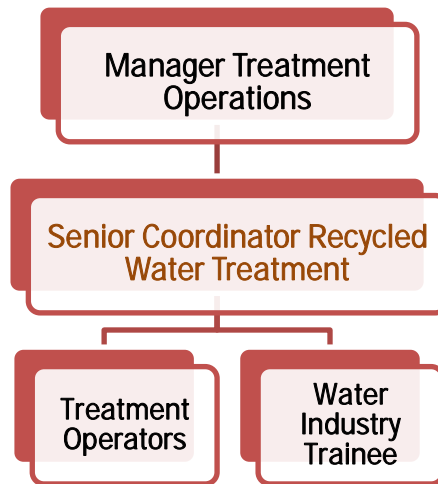 Manager Treatment
Operations
Senior Coordinator Recycled
Water Treatment
Treatment
Operators
Water
Industry
Trainee